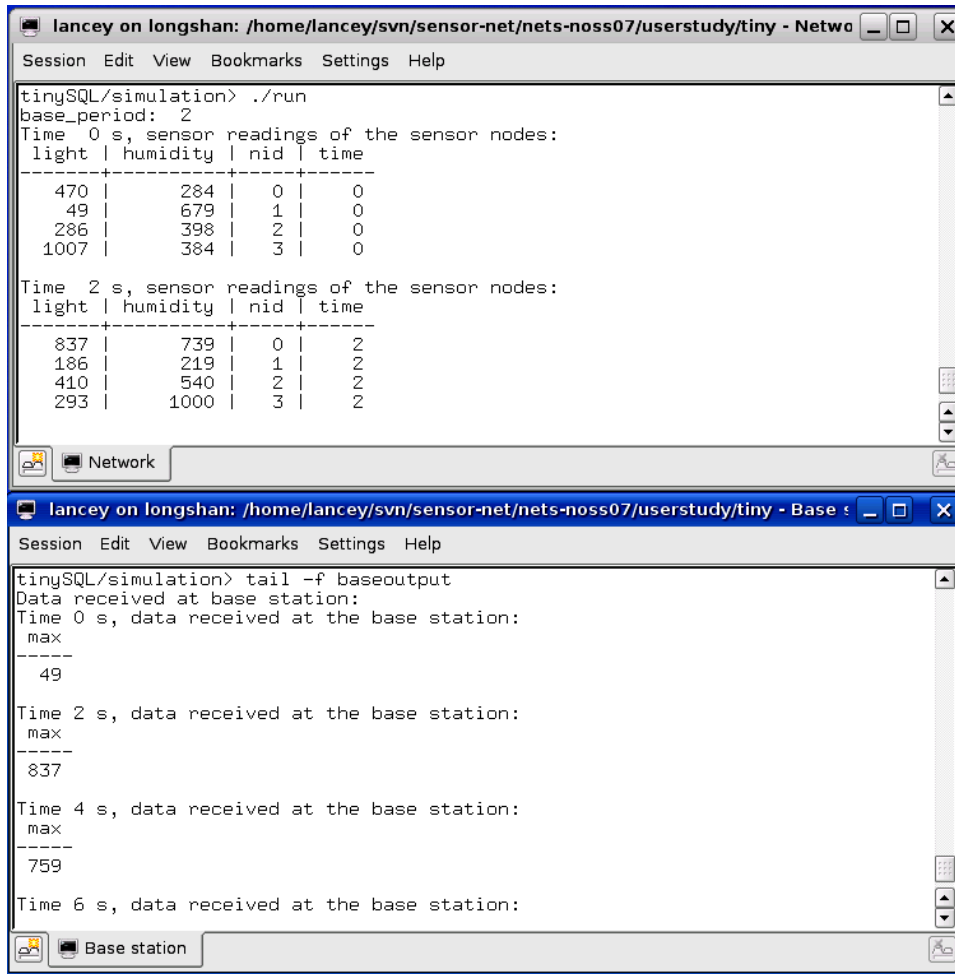 lancey on longshan: /home/lancey/svn/sensor-net/nets-noss07/userstudy/tiny - Netwo
Session Edit View Bookmarks Settings Help
tinySQL/simulation> ./run
base_period:  2
Time  0 s, sensor readings of the sensor nodes:
 light | humidity | nid | time
-------+----------+-----+------
   470 |      284 |   0 |    0
    49 |      679 |   1 |    0
   286 |      398 |   2 |    0
  1007 |      384 |   3 |    0
Time  2 s, sensor readings of the sensor nodes:
 light | humidity | nid | time
-------+----------+-----+------
   837 |      739 |   0 |    2
   186 |      219 |   1 |    2
   410 |      540 |   2 |    2
   293 |     1000 |   3 |    2
Network
lancey on longshan: /home/lancey/svn/sensor-net/nets-noss07/userstudy/tiny - Base
Session Edit View Bookmarks Settings Help
tinySQL/simulation> tail -f baseoutput
Data received at base station:
Time 0 s, data received at the base station:
 max
-----
  49
Time 2 s, data received at the base station:
 max
-----
 837
Time 4 s, data received at the base station:
 max
-----
 759
Time 6 s, data received at the base station:
Base station